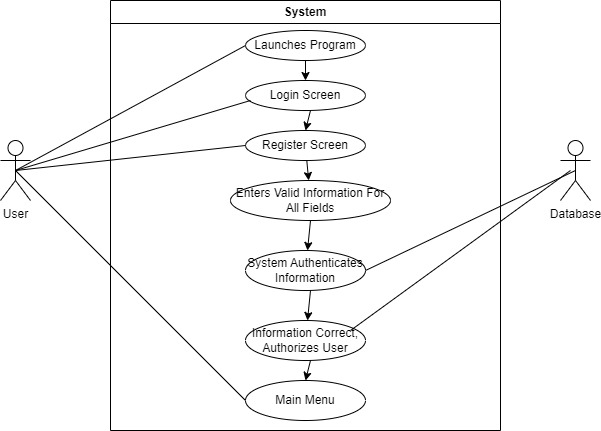 System
Launches Program
Login Screen
Register Screen
Enters Valid Information For
All Fields
User
Database
System Authenticates
Information
Information Correct,
Authorizes User
Main Menu